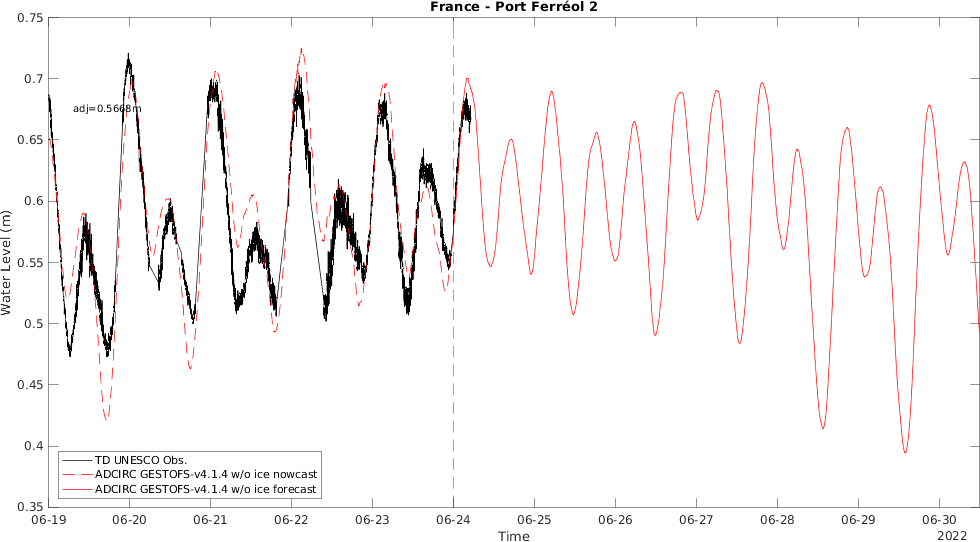 France - Port Ferréol 2
0.75
0.7
0.65
0.6
0.55
0.5
0.45
0.4
0.35
Water Level (m)
adj=0.5668m
TD UNESCO Obs.
ADCIRC GESTOFS-v4.1.4 w/o ice nowcast
ADCIRC GESTOFS-v4.1.4 w/o ice forecast
06-19 06-20 06-21 06-22 06-23 06-24 06-25 06-26 06-27 06-28 06-29 06-30
Time
2022